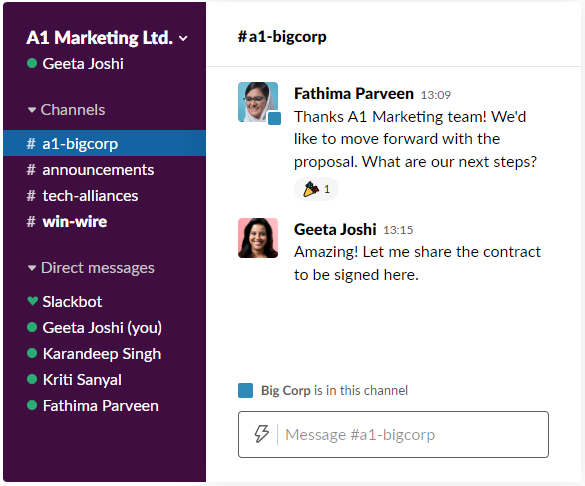 A1 Marketing Ltd.
Geeta Joshi
Channels
# a1-bigcorp
# announcements
# tech-alliances
# win-wire
Direct messages
Slackbot
Geeta Joshi (you)
Karandeep Singh
Kriti Sanyal
Fathima Parveen
#a1-bigcorp
Fathima Parveen 13:09
Thanks A1 Marketing team! We'd
like to move forward with the
proposal. What are our next steps?
1
Geeta Joshi 13:15
Amazing! Let me share the contract
to be signed here.
Big Corp is in this channel
Message #a1-bigcorp